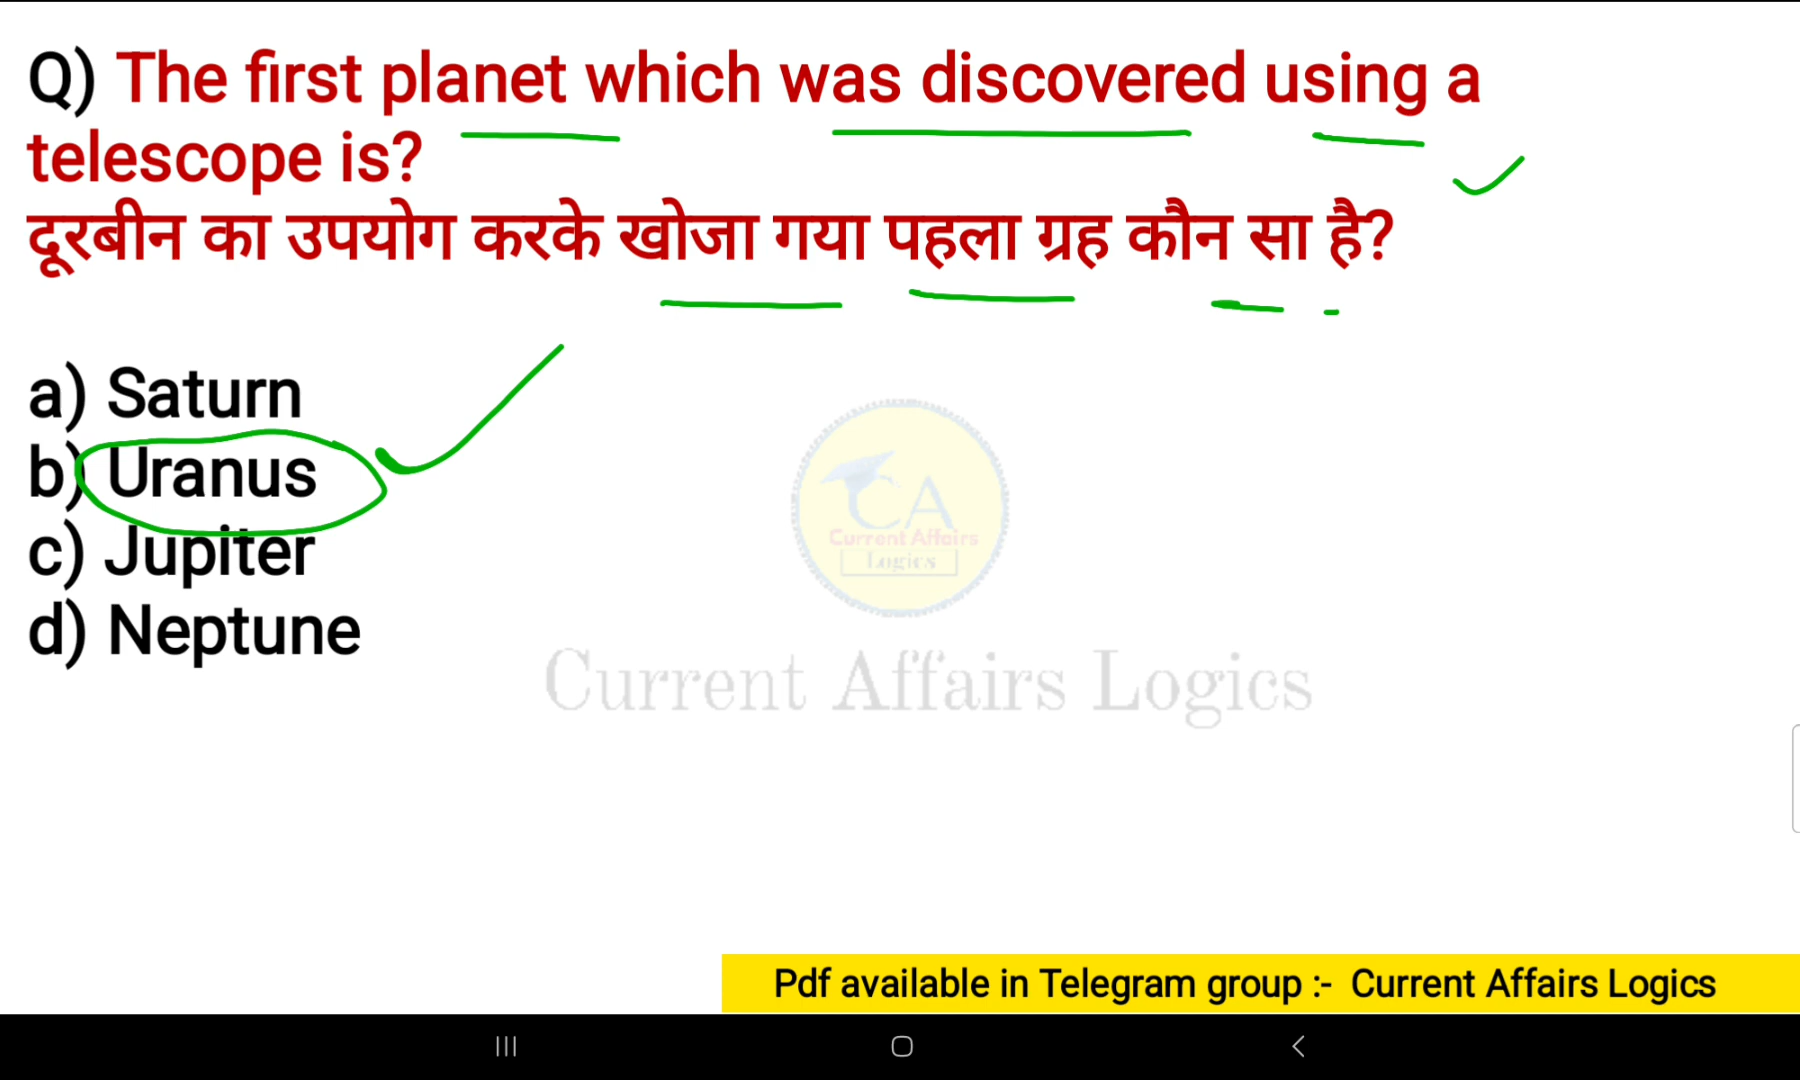 Q) The first planet which was discovered using a
telescope is?
दूरबीन का उपयोग करके खोजा गया पहला ग्रह कौन सा है?
a) Saturn
b) Uranus
c) Jupiter
d) Neptune
CA
Current Affairs
Logics
Current Affairs Logics
Pdf available in Telegram group :- Current Affairs Logics